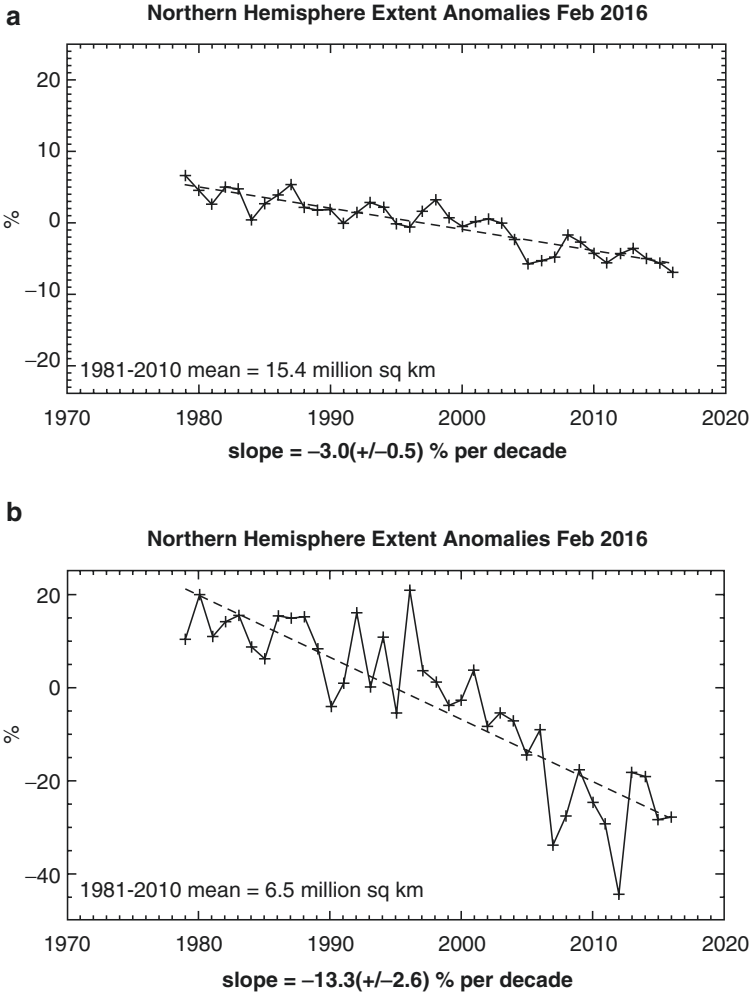 a
Northern Hemisphere Extent Anomalies Feb 2016
20
10
0
–10
–20
%
1981-2010 mean = 15.4 million sq km
1970 1980 1990 2000 2010 2020
slope = –3.0(+/–0.5) % per decade
b
Northern Hemisphere Extent Anomalies Feb 2016
20
0
–20
–40
%
1981-2010 mean = 6.5 million sq km
1970 1980 1990 2000 2010 2020
slope = –13.3(+/–2.6) % per decade